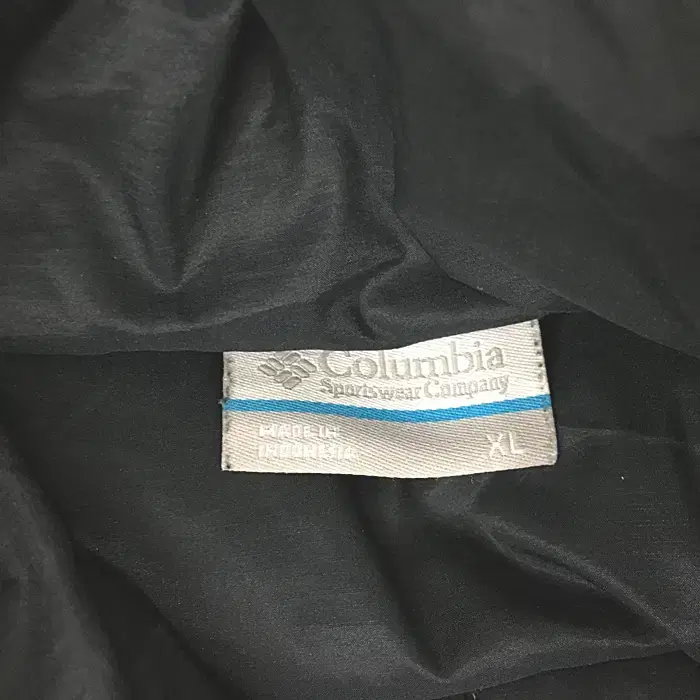 Columbia
Sportswear Company
MADE IN
INDONESIA
XL